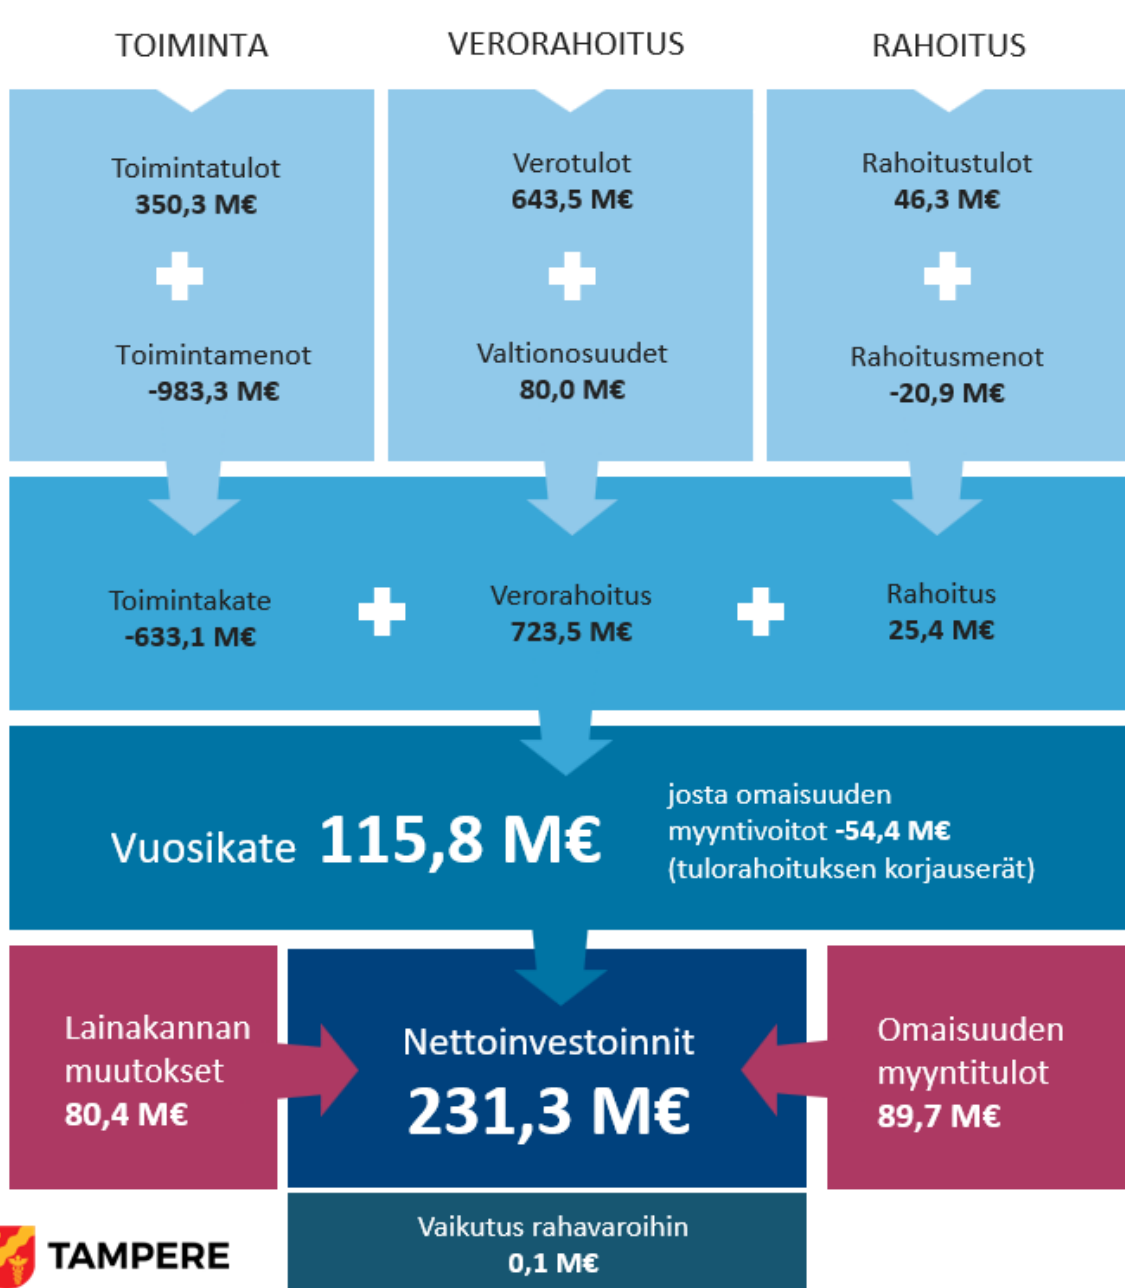 TOIMINTA
VERORAHOITUS
RAHOITUS
Toimintatulot
350,3 M€
Toimintamenot
-983,3 M€
Verotulot
643,5 M€
Valtionosuudet
80,0 M€
Rahoitustulot
46,3 M€
Rahoitusmenot
-20,9 M€
Toimintakate
-633,1 M€
Verorahoitus
723,5 M€
Rahoitus
25,4 M€
Vuosikate 115,8 M€
josta omaisuuden
myyntivoitot -54,4 M€
(tulorahoituksen korjauserät)
Lainakannan
muutokset
80,4 M€
Nettoinvestoinnit
231,3 M€
Omaisuuden
myyntitulot
89,7 M€
Vaikutus rahavaroihin
0,1 M€
TAMPERE